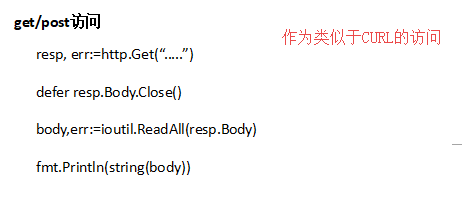 get/post访问
作为类似于CURL的访问
resp, err:=http.Get(“.....”)
defer resp.Body.Close()
body,err:=ioutil.ReadAll(resp.Body)
fmt.Println(string(body))